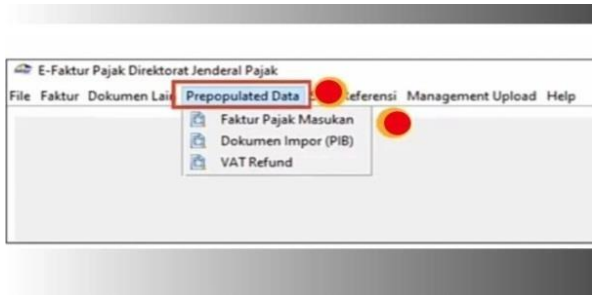 E-Faktur Pajak Direktorat Jenderal Pajak
File Faktur Dokumen Lain Prepopulated Data Management Upload Help
Faktur Pajak Masukan
Dokumen Impor (PIB)
VAT Refund